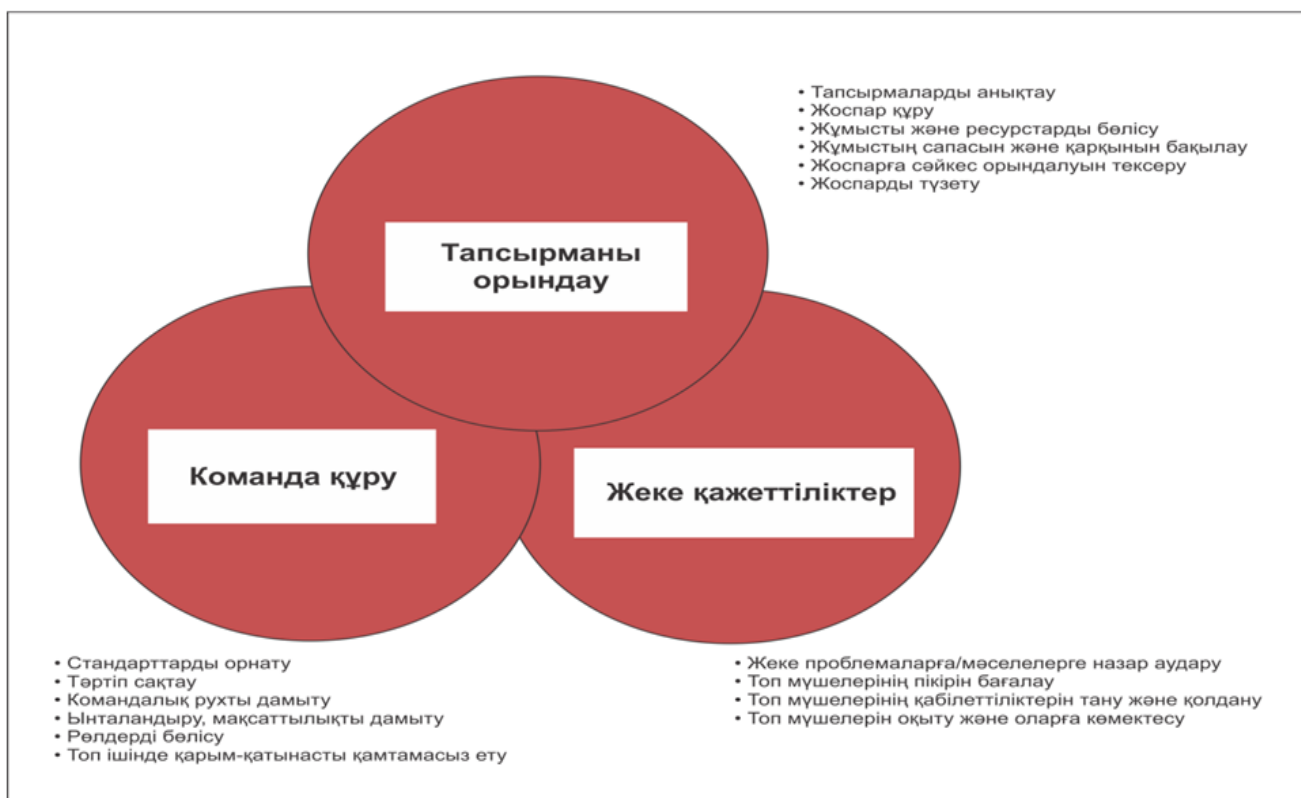 • Тапсырмаларды анықтау
• Жоспар құру
• Жұмысты және ресурстарды бөлісу
• Жұмыстың сапасын және қарқынын бақылау
• Жоспарға сәйкес орындалуын тексеру
• Жоспарды түзету
Тапсырманы
орындау
Команда құру
Жеке қажеттіліктер
• Стандарттарды орнату
• Тәртіп сақтау
• Командалық рухты дамыту
• Ынталандыру, мақсаттылықты дамыту
• Рөлдерді бөлісу
• Топ ішінде қарым-қатынасты қамтамасыз ету
• Жеке проблемаларға/мәселелерге назар аудару
• Топ мүшелерінің пікірін бағалау
• Топ мүшелерінің қабілеттіліктерін тану және қолдану
• Топ мүшелерін оқыту және оларға көмектесу